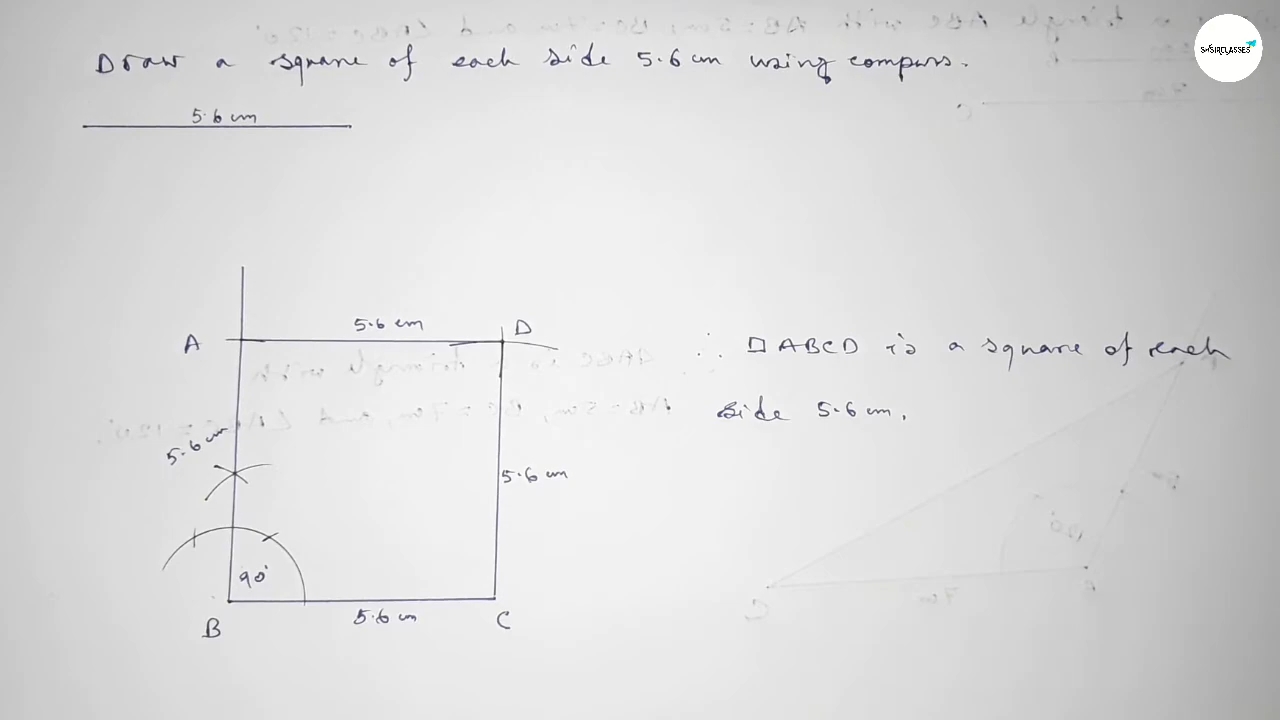 Draw a square of each side 5.6 cm using compass.
SHSIRCLASSES
5.6 cm
5.6 cm
A
D
∴ □ABCD is a square of each
side 5.6 cm.
5.6 cm
5.6 cm
90°
5.6 cm
B
C